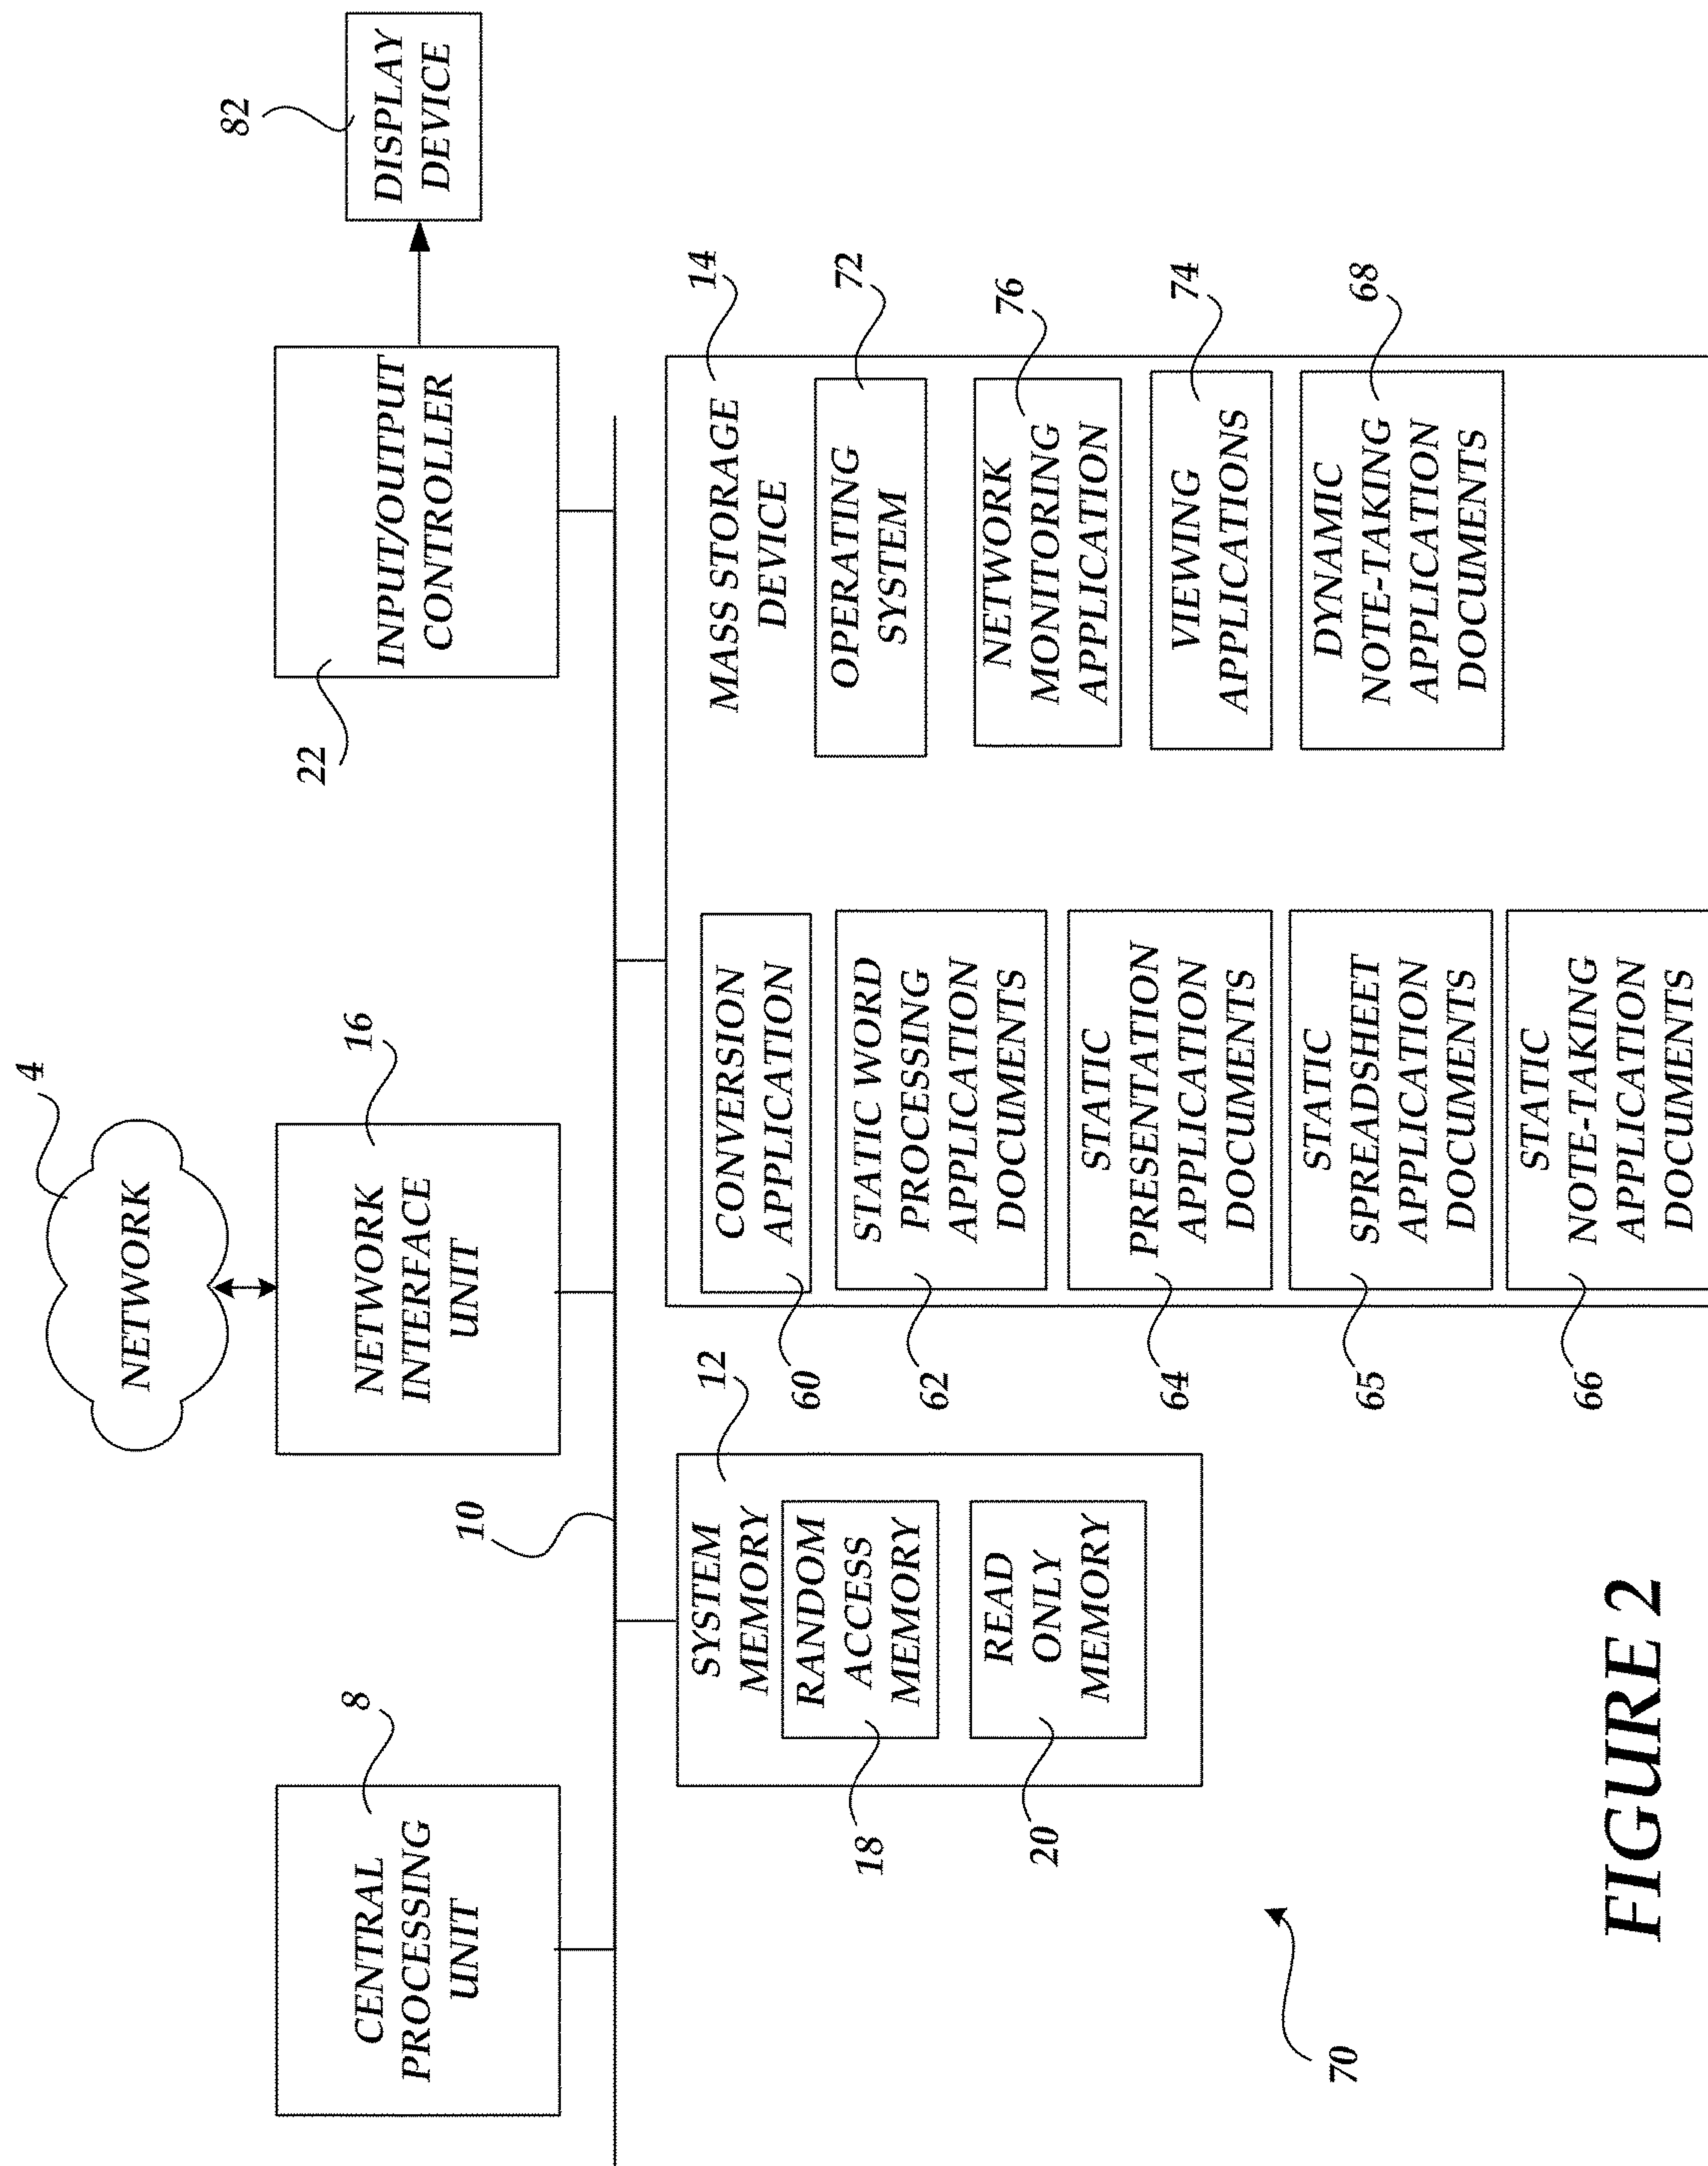 CENTRAL
PROCESSING
UNIT
8
NETWORK
4
NETWORK
INTERFACE
UNIT
16
INPUT/OUTPUT
CONTROLLER
22
DISPLAY
DEVICE
82
10
SYSTEM
MEMORY
12
RANDOM
ACCESS
MEMORY
18
READ
ONLY
MEMORY
20
MASS STORAGE
DEVICE
14
CONVERSION
APPLICATION
60
STATIC WORD
PROCESSING
APPLICATION
DOCUMENTS
62
STATIC
PRESENTATION
APPLICATION
DOCUMENTS
64
STATIC
SPREADSHEET
APPLICATION
DOCUMENTS
65
STATIC
NOTE-TAKING
APPLICATION
DOCUMENTS
66
OPERATING
SYSTEM
72
NETWORK
MONITORING
APPLICATION
76
VIEWING
APPLICATIONS
74
DYNAMIC
NOTE-TAKING
APPLICATION
DOCUMENTS
68
70
FIGURE 2